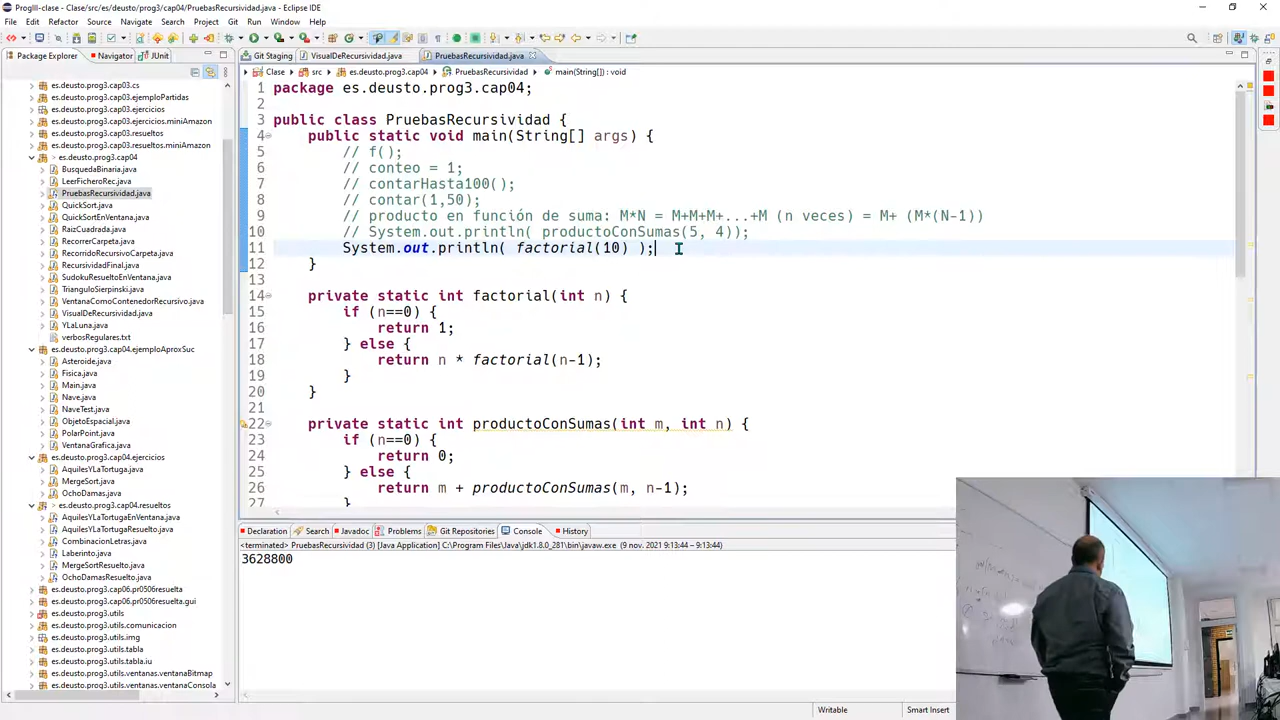 ProgIII-clase - Clase/src/es/deusto/prog3/cap04/PruebasRecursividad.java - Eclipse IDE
File Edit Refactor Source Navigate Search Project Git Run Window Help
Package Explorer Navigator JUnit
Git Staging VisualDeRecursividad.java PruebasRecursividad.java
Clase src es.deusto.prog3.cap04 PruebasRecursividad main(String[]) : void
es.deusto.prog3.cap03.cs
es.deusto.prog3.cap03.ejemploPartidas
es.deusto.prog3.cap03.ejercicios
es.deusto.prog3.cap03.ejercicios.miniAmazon
es.deusto.prog3.cap03.resueltos
es.deusto.prog3.cap03.resueltos.miniAmazon
es.deusto.prog3.cap04
BusquedaBinaria.java
LeerFicheroRec.java
PruebasRecursividad.java
QuickSort.java
QuickSortEnVentana.java
RaizCuad.java
RecorrerCarpeta.java
RecorridoRecursivoCarpeta.java
RecursividadFinal.java
SudokuResueltoEnVentana.java
TrianguloSierpinski.java
VentanaComoContenedorRecursivo.java
VisualDeRecursividad.java
YLaLuna.java
verbosRegulares.txt
es.deusto.prog3.cap04.ejemploAproxSuc
Asteroide.java
Fisica.java
Main.java
Nave.java
NaveTest.java
ObjetoEspacial.java
PolarPoint.java
VentanaGrafica.java
es.deusto.prog3.cap04.ejercicios
AquilesYLaTortuga.java
MergeSort.java
OchoDamas.java
es.deusto.prog3.cap04.resueltos
AquilesYLaTortugaEnVentana.java
AquilesYLaTortugaResuelto.java
CombinacionLetras.java
Laberinto.java
MergeSortResuelto.java
OchoDamasResuelto.java
es.deusto.prog3.cap06.pr0506resuelta
es.deusto.prog3.cap06.pr0506resuelta.gui
es.deusto.prog3.utils
es.deusto.prog3.utils.comunicacion
es.deusto.prog3.utils.img
es.deusto.prog3.utils.tabla
es.deusto.prog3.utils.tabla.iu
es.deusto.prog3.utils.ventanas.ventanaBitmap
es.deusto.prog3.utils.ventanas.ventanaConsola
1 package es.deusto.prog3.cap04;
2
3 public class PruebasRecursividad {
4 public static void main(String[] args) {
5 // f();
6 // conteo = 1;
7 // contarHasta100();
8 // contar(1,50);
9 // producto en función de suma: M*N = M+M+M+...+M (n veces) = M+ (M*(N-1))
10 // System.out.println( productoConSumas(5, 4));
11 System.out.println( factorial(10) );
12 }
13
14 private static int factorial(int n) {
15 if (n==0) {
16 return 1;
17 } else {
18 return n * factorial(n-1);
19 }
20 }
21
22 private static int productoConSumas(int m, int n) {
23 if (n==0) {
24 return 0;
25 } else {
26 return m + productoConSumas(m, n-1);
27 }
Declaration Search Javadoc Problems Git Repositories Console History
<terminated> PruebasRecursividad (3) [Java Application] C:\Program Files\Java\jdk1.8.0_281\bin\javaw.exe (9 nov. 2021 9:13:44 – 9:13:44)
3628800
Writable Smart Insert